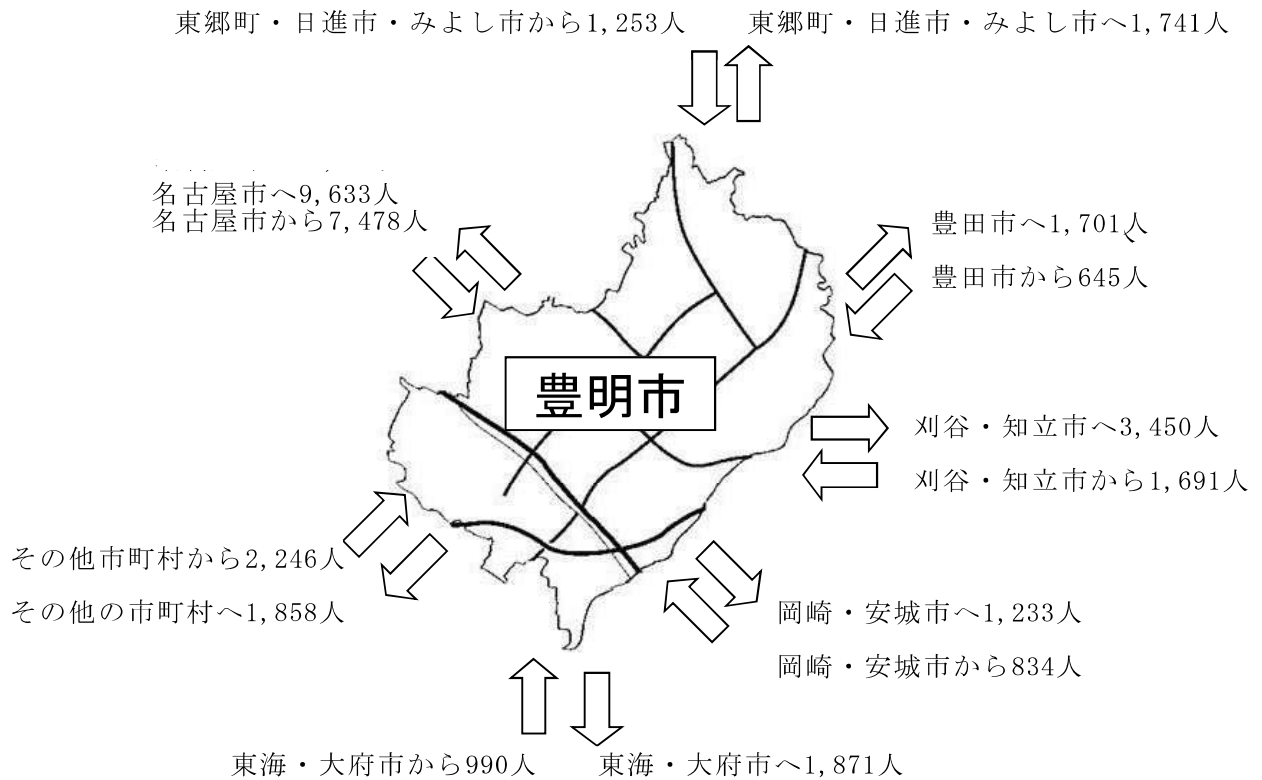 東郷町・日進市・みよし市から1,253人
東郷町・日進市・みよし市へ1,741人
名古屋市へ9,633人
名古屋市から7,478人
豊田市へ1,701人
豊田市から645人
豊明市
刈谷・知立市へ3,450人
刈谷・知立市から1,691人
その他市町村から2,246人
その他の市町村へ1,858人
岡崎・安城市へ1,233人
岡崎・安城市から834人
東海・大府市から990人
東海・大府市へ1,871人